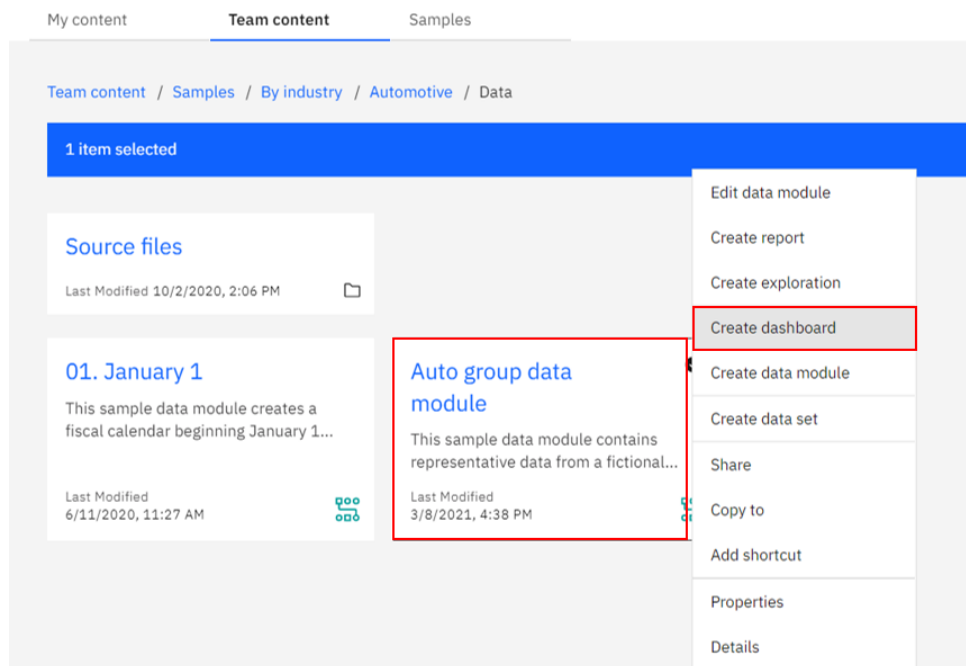 My content Team content Samples
Team content / Samples / By industry / Automotive / Data
1 item selected
Source files
Last Modified 10/2/2020, 2:06 PM
01. January 1
This sample data module creates a
fiscal calendar beginning January 1...
Last Modified
6/11/2020, 11:27 AM
Auto group data
module
This sample data module contains
representative data from a fictional...
Last Modified
3/8/2021, 4:38 PM
Edit data module
Create report
Create exploration
Create dashboard
Create data module
Create data set
Share
Copy to
Add shortcut
Properties
Details